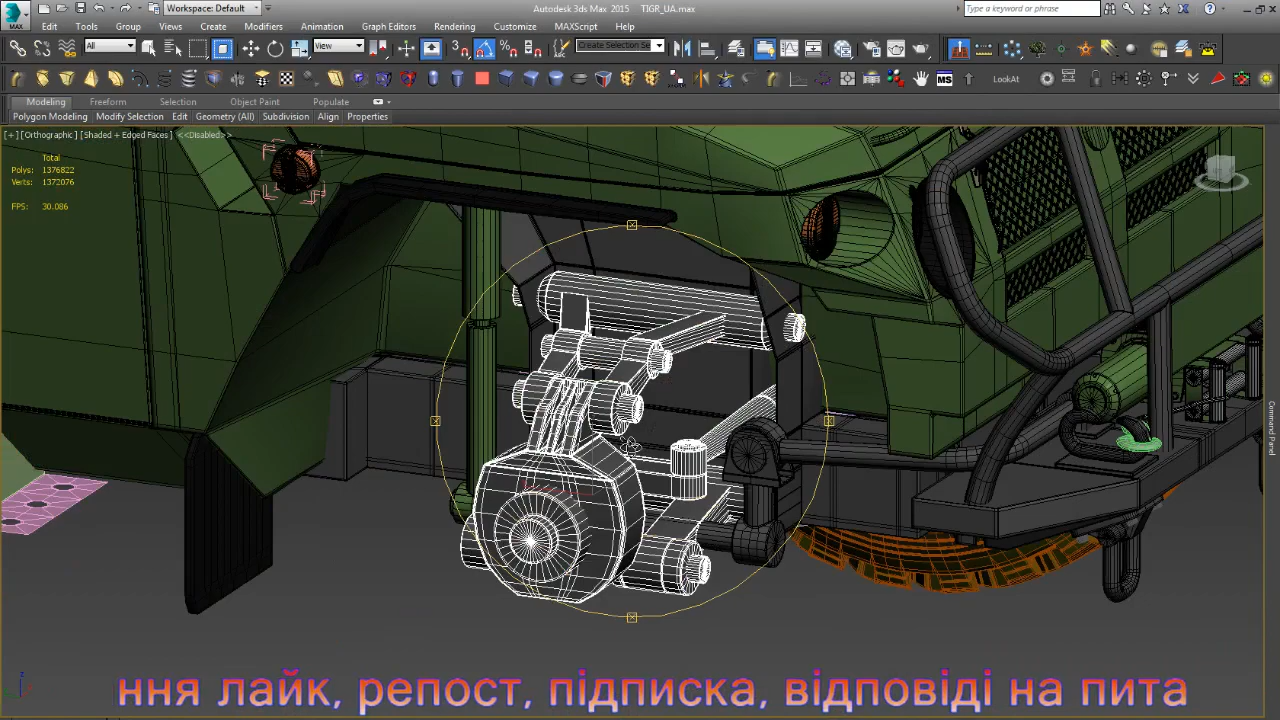 Workspace: Default
Autodesk 3ds Max 2015 TIGR_UA.max
Type a keyword or phrase
MAX
Edit Tools Group Views Create Modifiers Animation Graph Editors Rendering Customize MAXScript Help
All
View
Create Selection Se
MS
LookAt
Modeling Freeform Selection Object Paint Populate
Polygon Modeling Modify Selection Edit Geometry (All) Subdivision Align Properties
[+] [Orthographic] [Shaded + Edged Faces] <<Disabled>>
Total
Polys: 1376822
Verts: 1372076
FPS: 30.086
Command Panel
ння лайк, репост, підписка, відповіді на пита